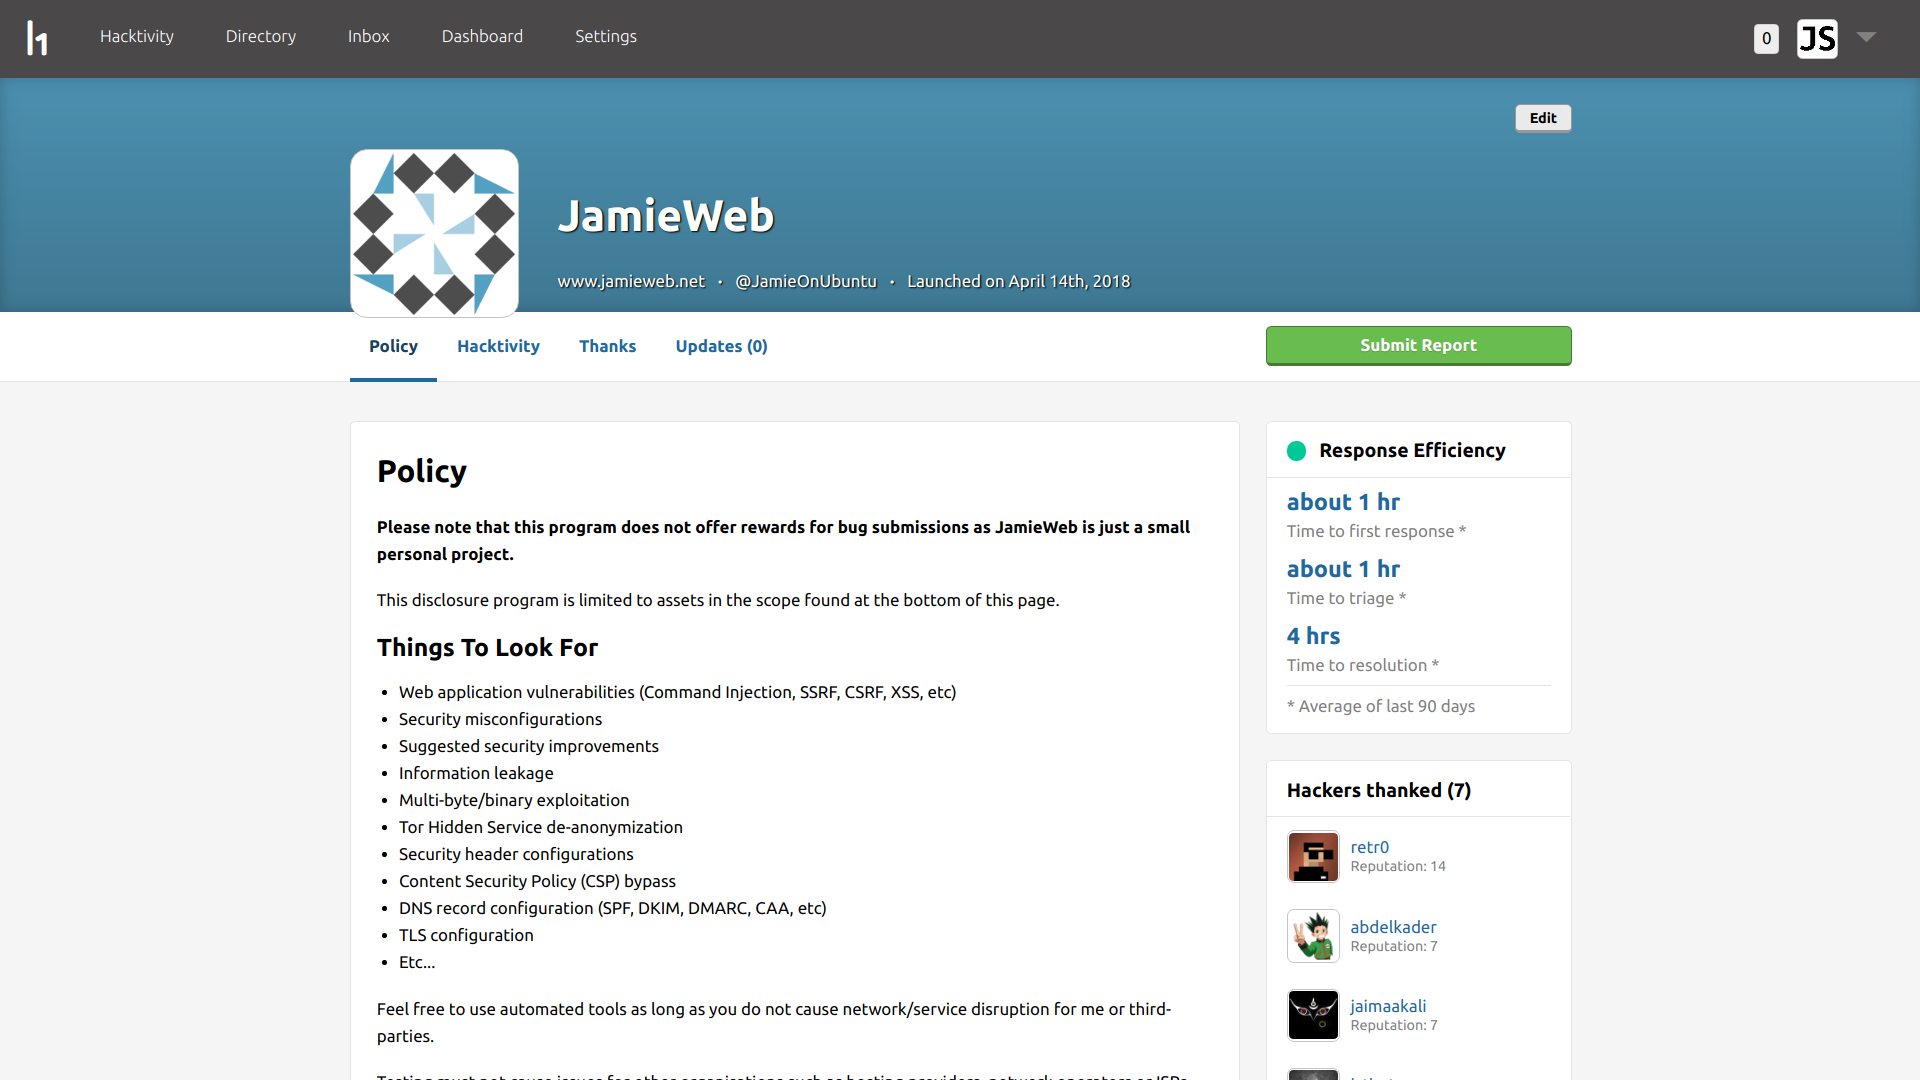 Hacktivity Directory Inbox Dashboard Settings
0 JS
Edit
JamieWeb
www.jamieweb.net • @JamieOnUbuntu • Launched on April 14th, 2018
Policy Hacktivity Thanks Updates (0)
Submit Report
Policy
Please note that this program does not offer rewards for bug submissions as JamieWeb is just a small
personal project.
This disclosure program is limited to assets in the scope found at the bottom of this page.
Things To Look For
• Web application vulnerabilities (Command Injection, SSRF, CSRF, XSS, etc)
• Security misconfigurations
• Suggested security improvements
• Information leakage
• Multi-byte/binary exploitation
• Tor Hidden Service de-anonymization
• Security header configurations
• Content Security Policy (CSP) bypass
• DNS record configuration (SPF, DKIM, DMARC, CAA, etc)
• TLS configuration
• Etc...
Feel free to use automated tools as long as you do not cause network/service disruption for me or third-
parties.
Response Efficiency
about 1 hr
Time to first response *
about 1 hr
Time to triage *
4 hrs
Time to resolution *
* Average of last 90 days
Hackers thanked (7)
retr0
Reputation: 14
abdelkader
Reputation: 7
jaimaakali
Reputation: 7